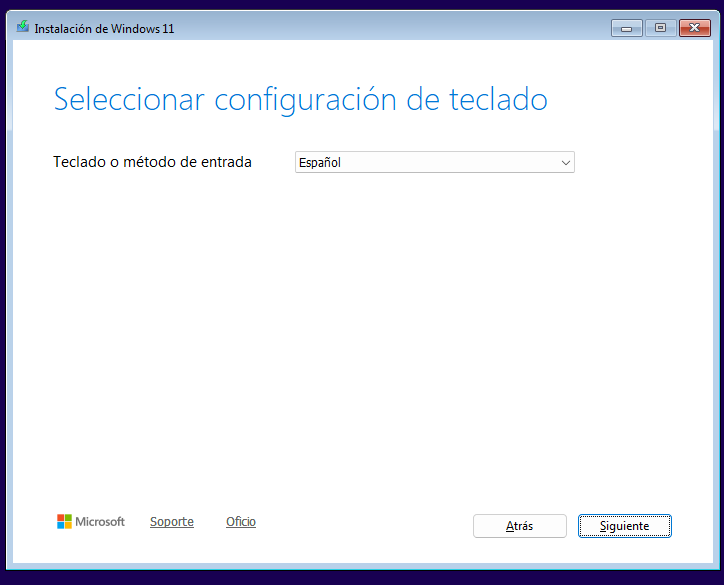 Instalación de Windows 11
Seleccionar configuración de teclado
Teclado o método de entrada Español
Microsoft Soporte Oficio Atrás Siguiente